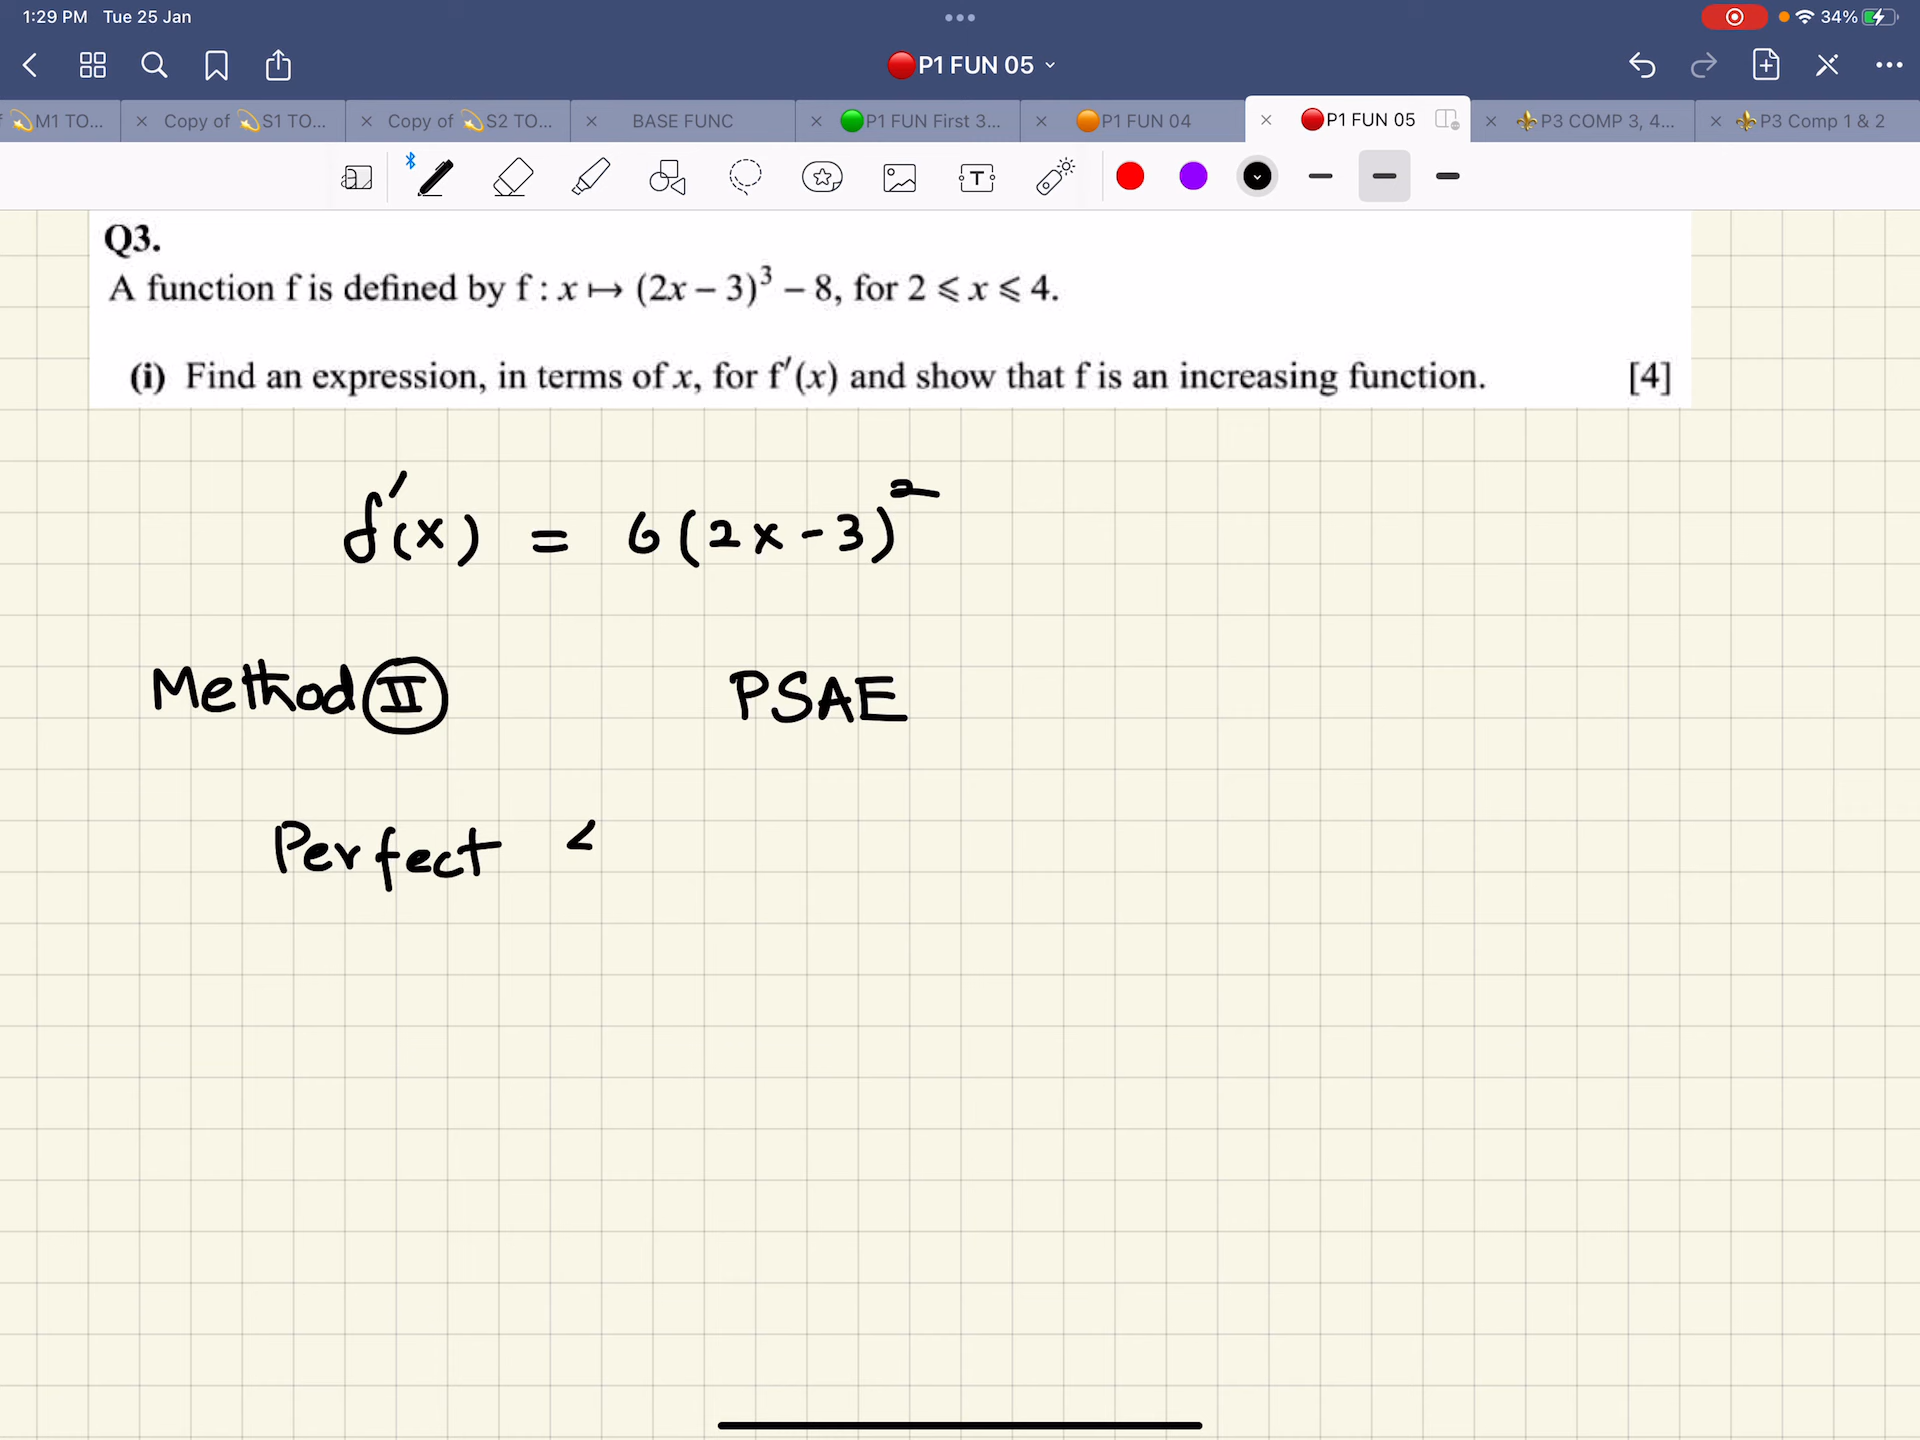 1:29 PM Tue 25 Jan
34%
P1 FUN 05
M1 TO... × Copy of S1 TO... × Copy of S2 TO... × BASE FUNC × P1 FUN First 3... × P1 FUN 04 × P1 FUN 05 × P3 COMP 3, 4... × P3 Comp 1 & 2
Q3.
A function f is defined by f : x ↦ (2x − 3)³ − 8, for 2 ⩽ x ⩽ 4.
(i) Find an expression, in terms of x, for f′(x) and show that f is an increasing function. [4]
f′(x) = 6(2x-3)²
Method II PSAE
Perfect